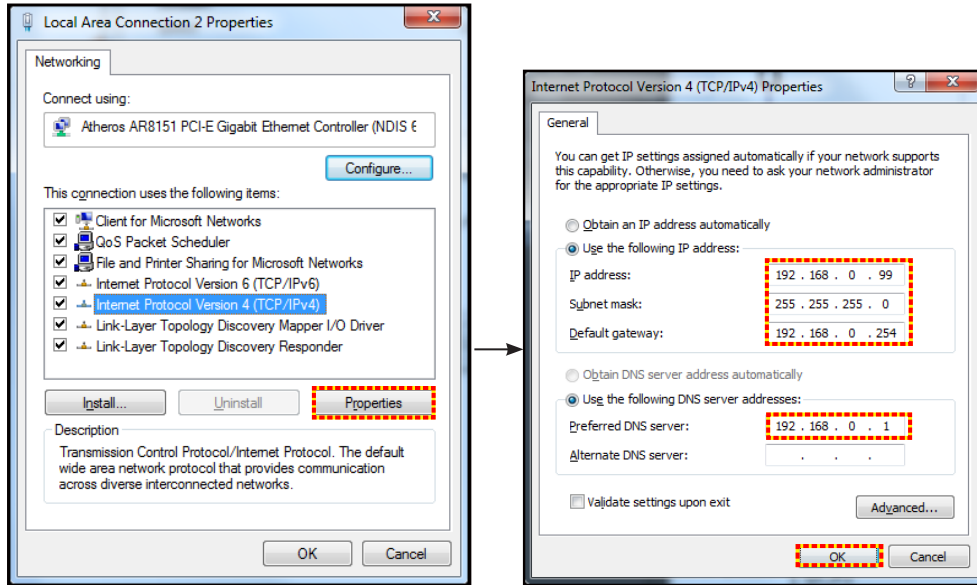 Local Area Connection 2 Properties
Networking
Connect using:
Atheros AR8151 PCI-E Gigabit Ethernet Controller (NDIS 6
Configure...
This connection uses the following items:
Client for Microsoft Networks
QoS Packet Scheduler
File and Printer Sharing for Microsoft Networks
Internet Protocol Version 6 (TCP/IPv6)
Internet Protocol Version 4 (TCP/IPv4)
Link-Layer Topology Discovery Mapper I/O Driver
Link-Layer Topology Discovery Responder
Install...
Uninstall
Properties
Description
Transmission Control Protocol/Internet Protocol. The default
wide area network protocol that provides communication
across diverse interconnected networks.
OK
Cancel
Internet Protocol Version 4 (TCP/IPv4) Properties
General
You can get IP settings assigned automatically if your network supports
this capability. Otherwise, you need to ask your network administrator
for the appropriate IP settings.
Obtain an IP address automatically
Use the following IP address:
IP address: 192 . 168 . 0 . 99
Subnet mask: 255 . 255 . 255 . 0
Default gateway: 192 . 168 . 0 . 254
Obtain DNS server address automatically
Use the following DNS server addresses:
Preferred DNS server: 192 . 168 . 0 . 1
Alternate DNS server: . . .
Validate settings upon exit
Advanced...
OK
Cancel